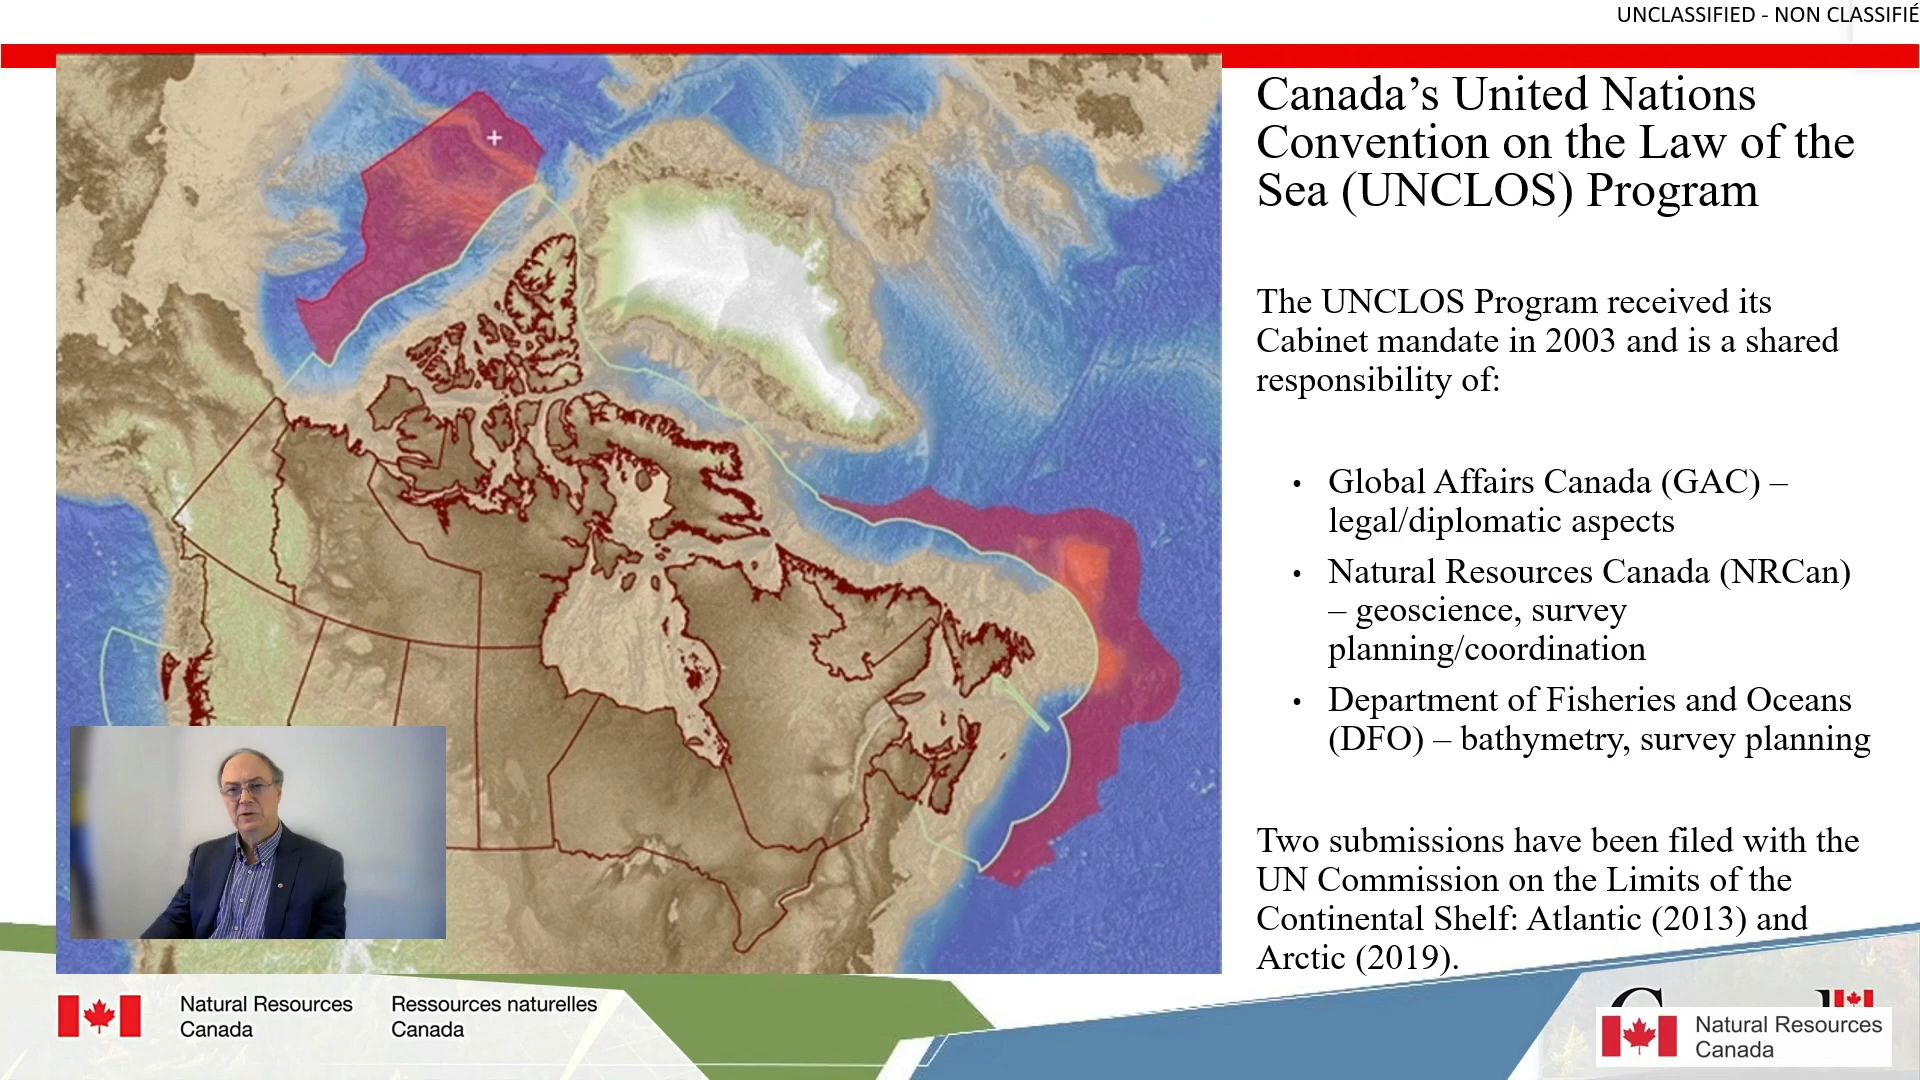 UNCLASSIFIED - NON CLASSIFIÉ
Canada’s United Nations
Convention on the Law of the
Sea (UNCLOS) Program
The UNCLOS Program received its
Cabinet mandate in 2003 and is a shared
responsibility of:
• Global Affairs Canada (GAC) –
legal/diplomatic aspects
• Natural Resources Canada (NRCan)
– geoscience, survey
planning/coordination
• Department of Fisheries and Oceans
(DFO) – bathymetry, survey planning
Two submissions have been filed with the
UN Commission on the Limits of the
Continental Shelf: Atlantic (2013) and
Arctic (2019).
Natural Resources
Canada
Ressources naturelles
Canada
Natural Resources
Canada